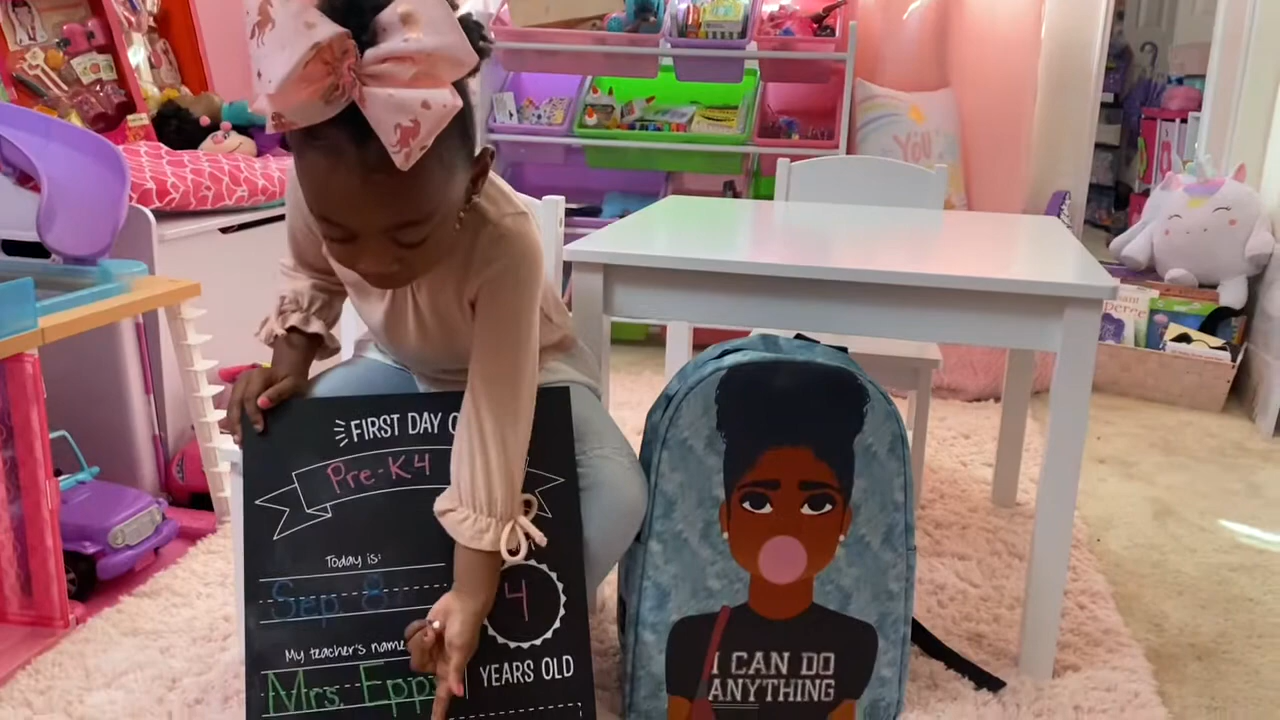 FIRST DAY O
Pre-K4
Today is:
Sep 8
4
My teacher's name
YEARS OLD
Mrs. Epp
I CAN DO
ANYTHING
YOU